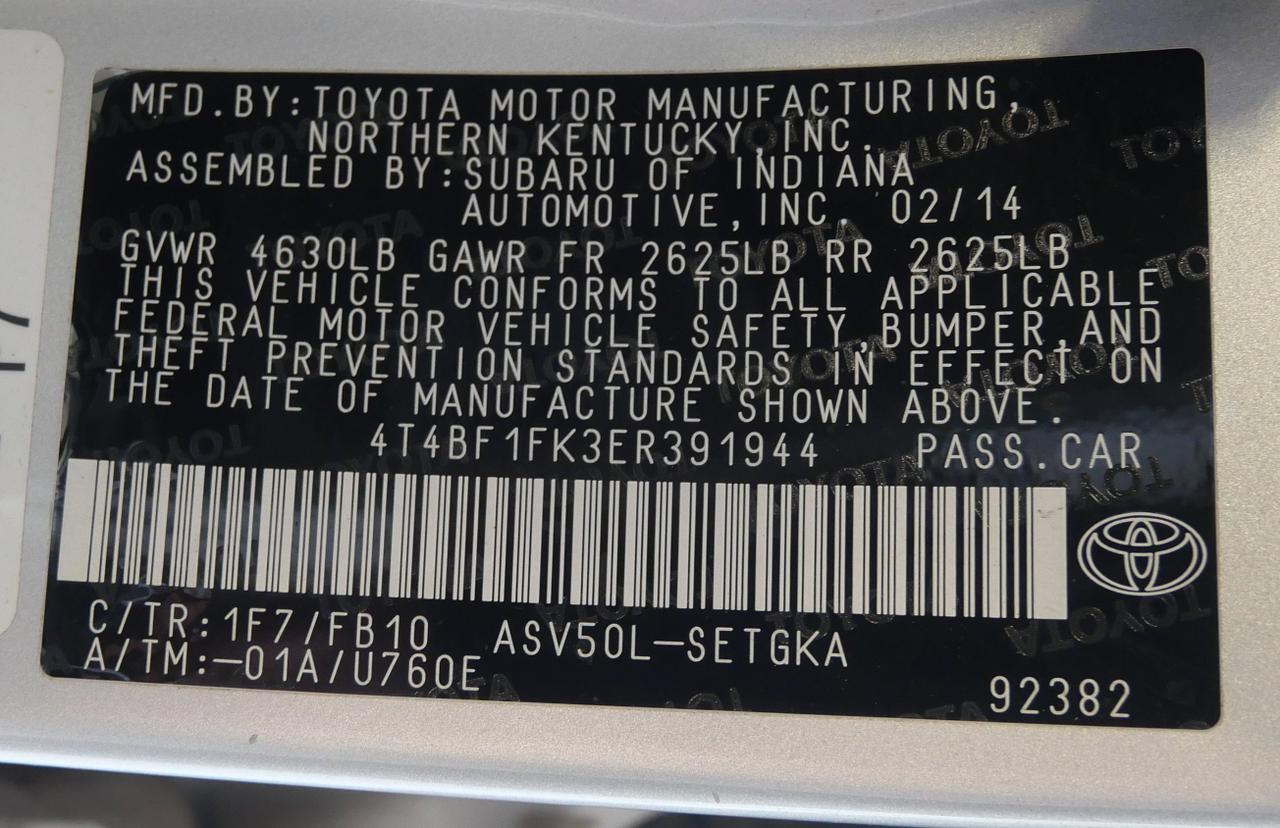 MFD.BY:TOYOTA MOTOR MANUFACTURING,
NORTHERN KENTUCKY,INC.
ASSEMBLED BY:SUBARU OF INDIANA
AUTOMOTIVE,INC. 02/14
GVWR 4630LB GAWR FR 2625LB RR 2625LB
THIS VEHICLE CONFORMS TO ALL APPLICABLE
FEDERAL MOTOR VEHICLE SAFETY,BUMPER,AND
THEFT PREVENTION STANDARDS IN EFFECT ON
THE DATE OF MANUFACTURE SHOWN ABOVE.
4T4BF1FK3ER391944 PASS.CAR
C/TR:1F7/FB10 ASV50L-SETGKA
A/TM:-01A/U760E
92382